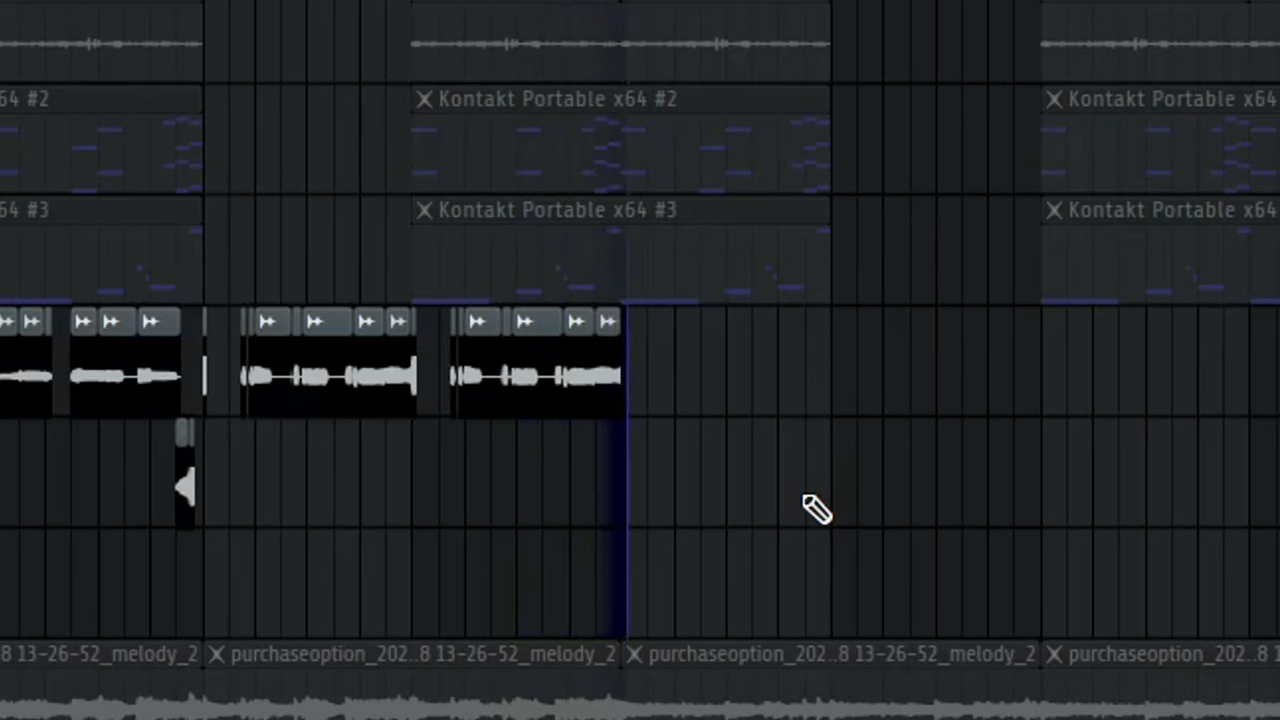 64 #2
Kontakt Portable x64 #2
Kontakt Portable x64
64 #3
Kontakt Portable x64 #3
Kontakt Portable x64
8 13-26-52_melody_2
purchaseoption_202..8 13-26-52_melody_2
purchaseoption_202..8 13-26-52_melody_2
purchaseoption_202..8 1